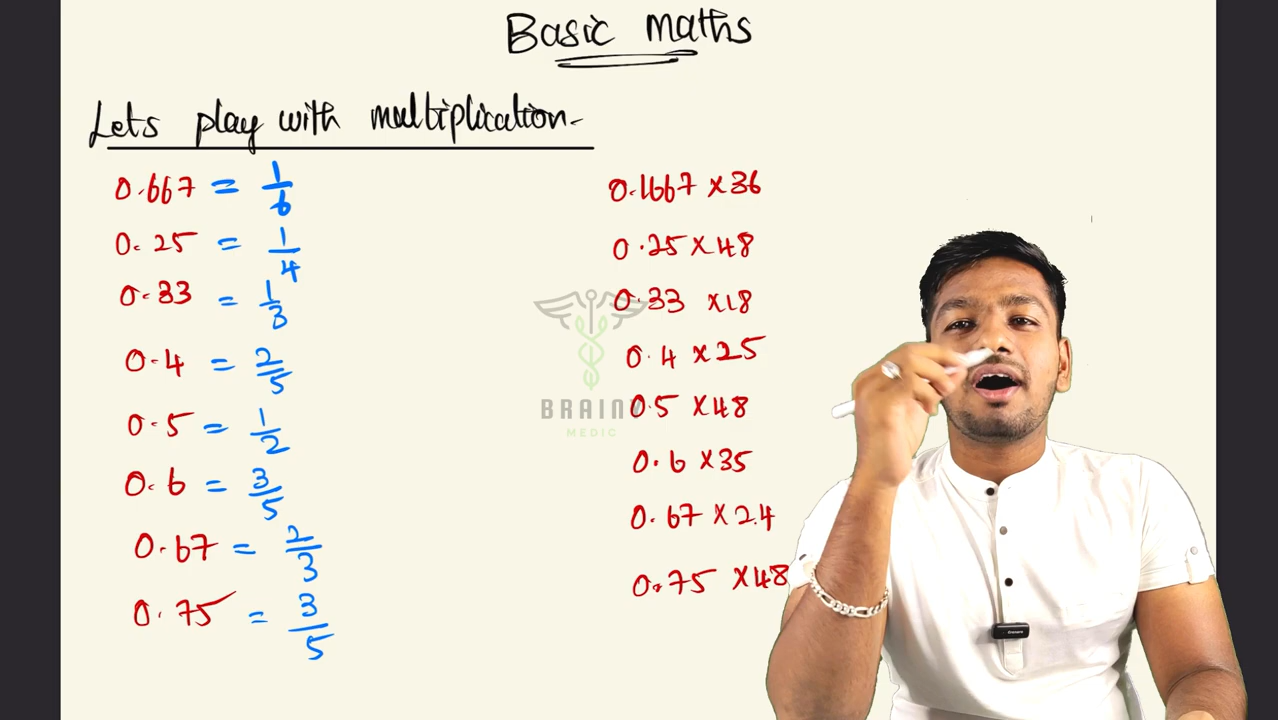 Basic maths
Lets play with multiplication-
0.667 = 1/6
0.25 = 1/4
0.33 = 1/3
0.4 = 2/5
0.5 = 1/2
0.6 = 3/5
0.67 = 2/3
0.75 = 3/5
0.1667 × 36
0.25 × 48
0.33 × 18
0.4 × 25
0.5 × 48
0.6 × 35
0.67 × 24
0.75 × 48
BRAINY
MEDIC